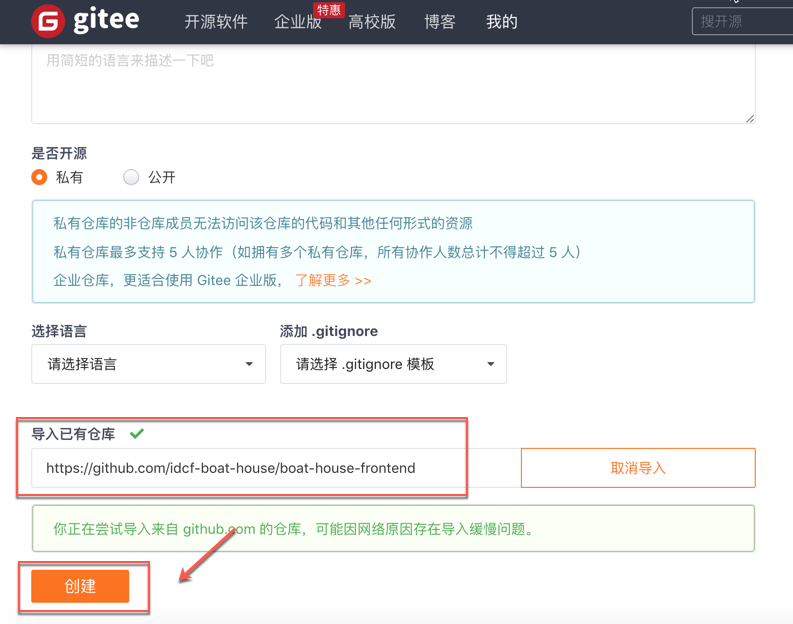 gitee 开源软件 企业版 特惠 高校版 博客 我的 搜开源
用简短的语言来描述一下吧
是否开源
私有 公开
私有仓库的非仓库成员无法访问该仓库的代码和其他任何形式的资源
私有仓库最多支持 5 人协作（如拥有多个私有仓库，所有协作人数总计不得超过 5 人）
企业仓库，更适合使用 Gitee 企业版， 了解更多 >>
选择语言 添加 .gitignore
请选择语言 请选择 .gitignore 模板
导入已有仓库
https://github.com/idcf-boat-house/boat-house-frontend 取消导入
你正在尝试导入来自 github.com 的仓库，可能因网络原因存在导入缓慢问题。
创建